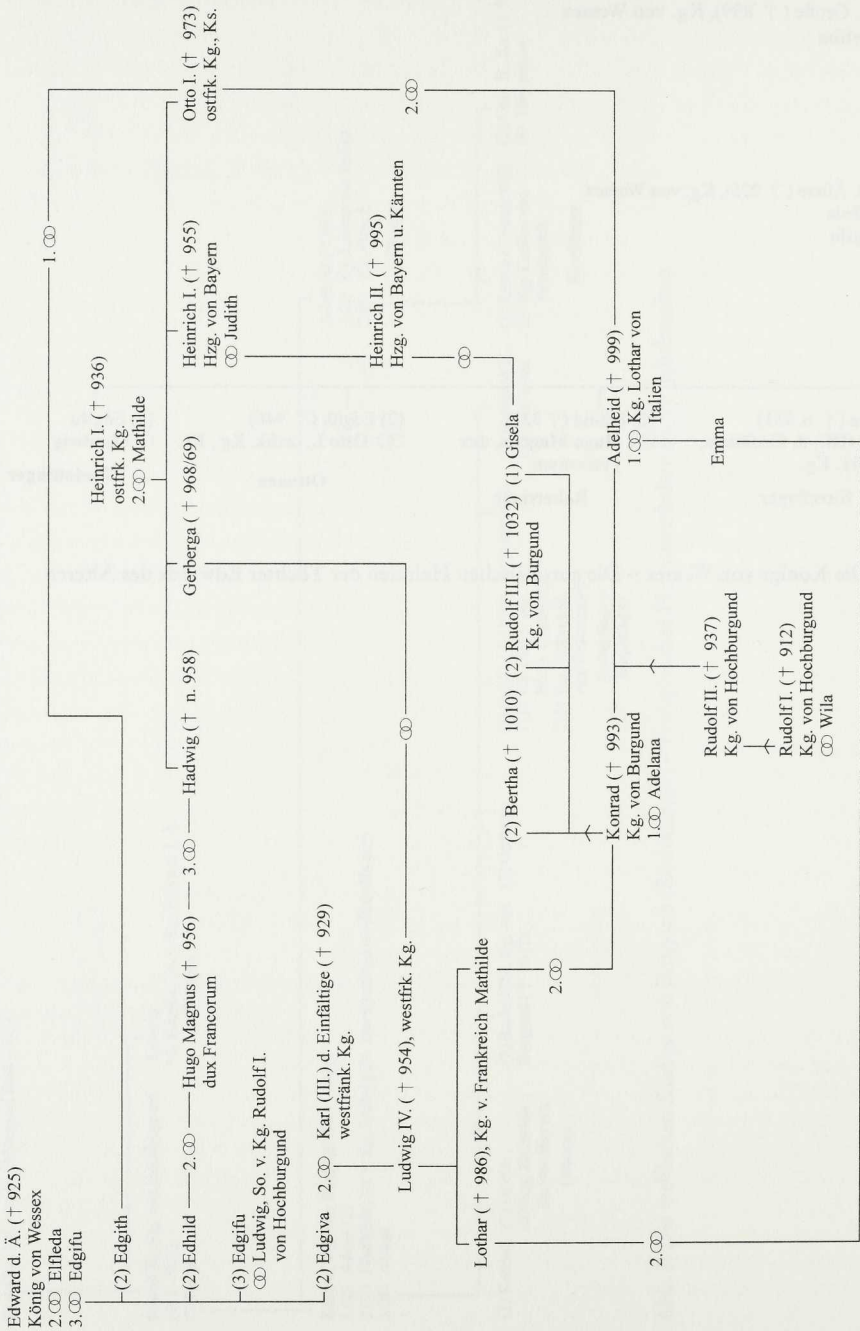 Edward d. Ä. († 925)
König von Wessex
2.⚭ Elfleda
3.⚭ Edgifu
(2) Edgith
1.⚭
Heinrich I. († 936)
ostfrk. Kg.
2.⚭ Mathilde
(2) Edhild
2.⚭
Hugo Magnus († 956)
dux Francorum
3.⚭
Hadwig († n. 958)
Gerberga († 968/69)
Heinrich I. († 955)
Hzg. von Bayern
⚭ Judith
Otto I. († 973)
ostfrk. Kg., Ks.
(3) Edgifu
⚭ Ludwig, So. v. Kg. Rudolf I.
von Hochburgund
(2) Edgiva
2.⚭
Karl (III.) d. Einfältige († 929)
westfränk. Kg.
Heinrich II. († 995)
Hzg. von Bayern u. Kärnten
2.⚭
Ludwig IV. († 954), westfrk. Kg.
⚭
⚭
Lothar († 986), Kg. v. Frankreich
Mathilde
(2) Bertha († 1010)
(2) Rudolf III. († 1032)
Kg. von Burgund
(1) Gisela
2.⚭
Konrad († 993)
Kg. von Burgund
1.⚭ Adelana
Adelheid († 999)
1.⚭ Kg. Lothar von
Italien
2.⚭
Rudolf II. († 937)
Kg. von Hochburgund
Emma
Rudolf I. († 912)
Kg. von Hochburgund
⚭ Wila